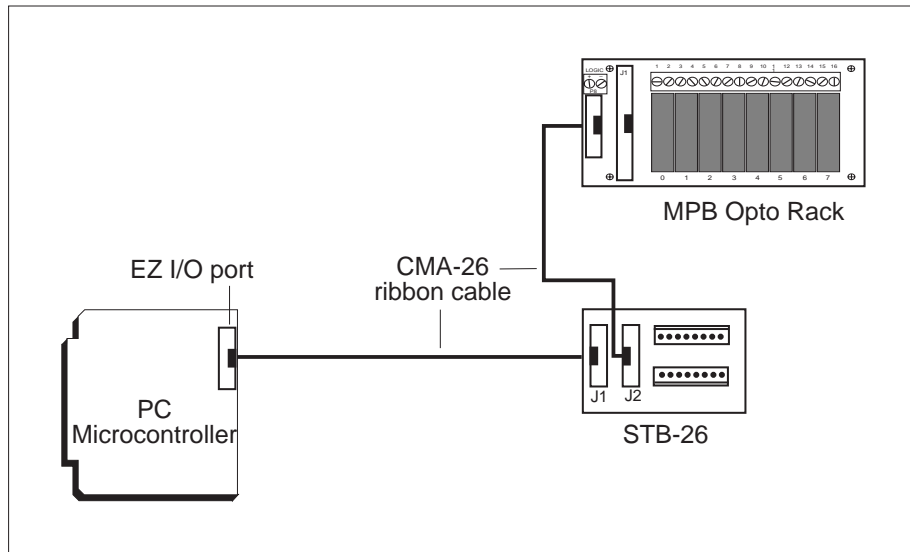 LOGIC
+ –
P8
J1
1 2 3 4 5 6 7 8 9 10 11 12 13 14 15 16
0 1 2 3 4 5 6 7
MPB Opto Rack
EZ I/O port
CMA-26
ribbon cable
PC
Microcontroller
J1 J2
STB-26